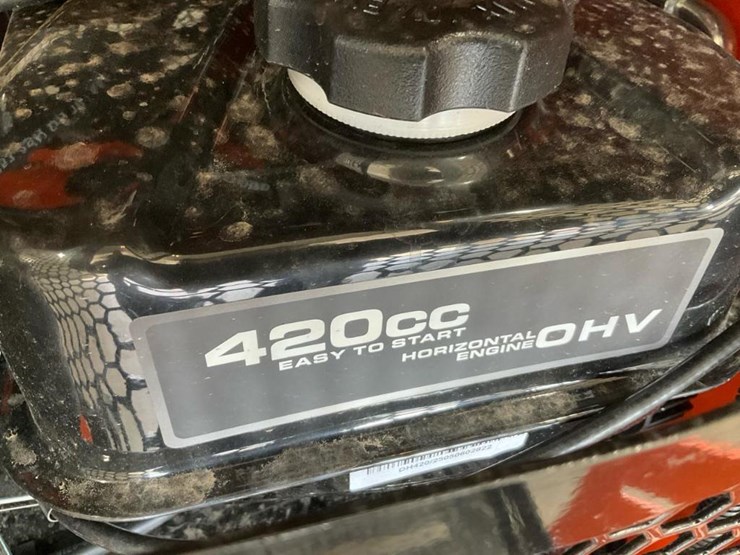 420CC
EASY TO START
HORIZONTAL
ENGINE
OHV